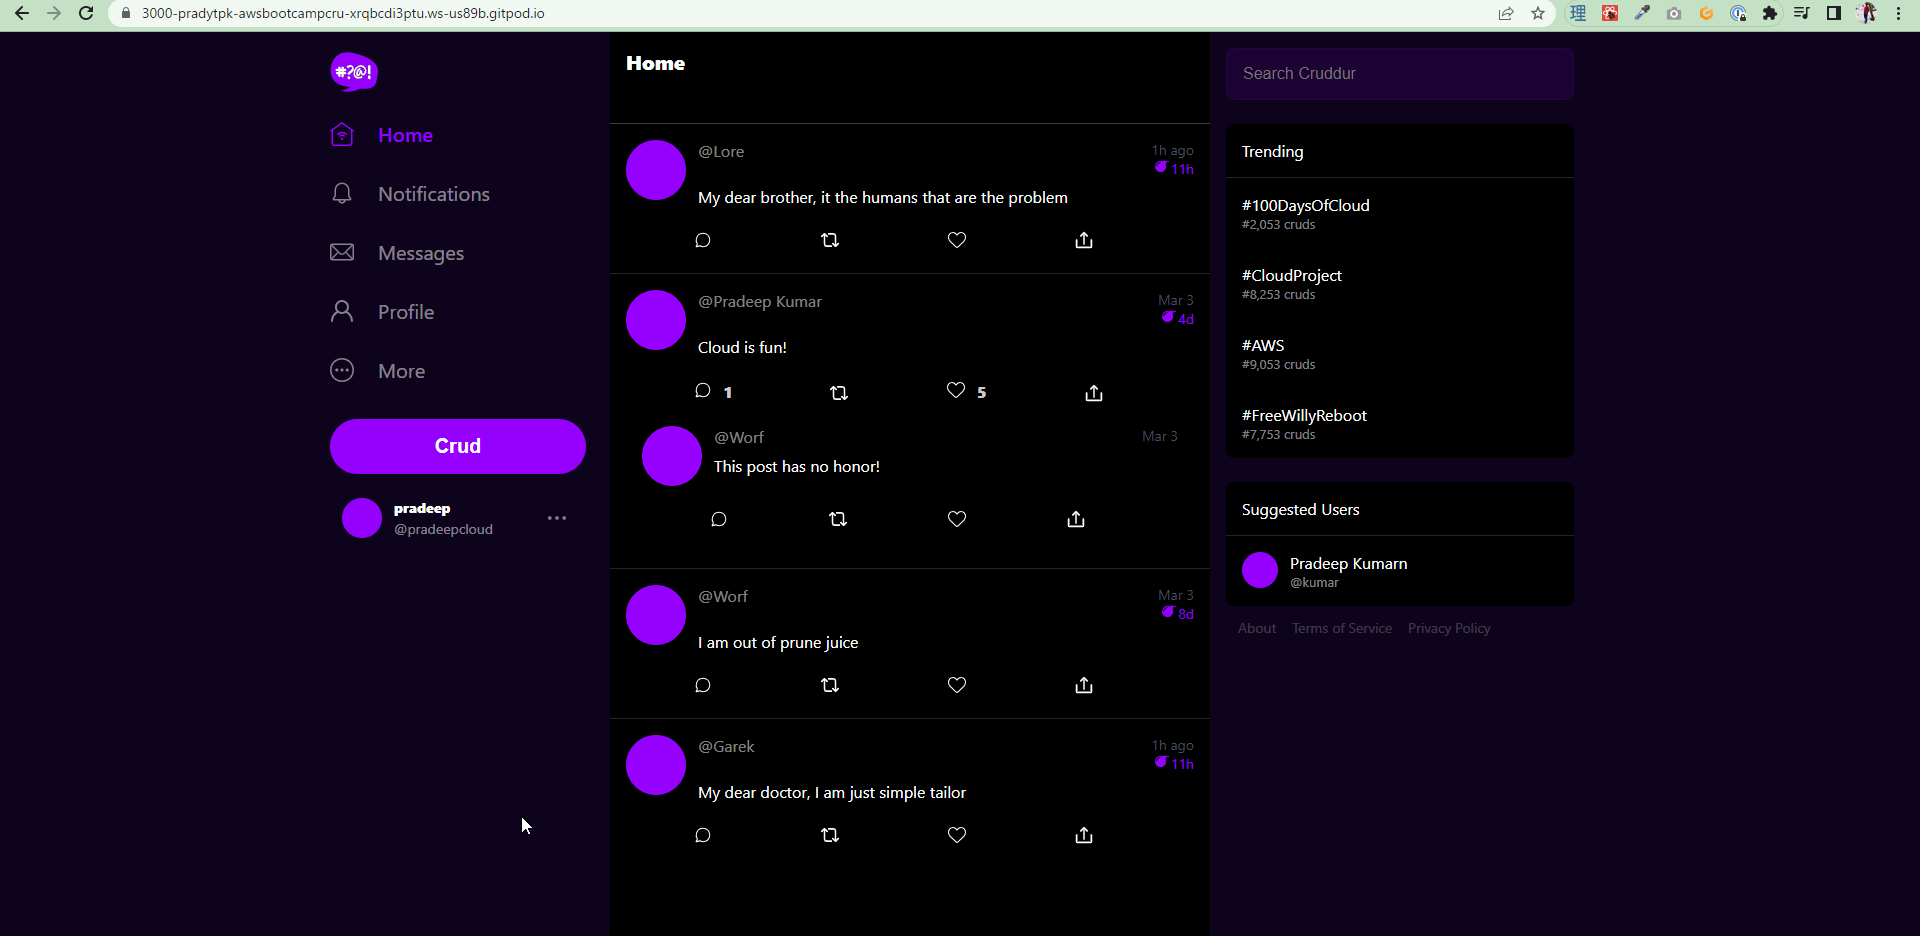 3000-pradytpk-awsbootcampcru-xrqbcdi3ptu.ws-us89b.gitpod.io
#?@!
Home
Notifications
Messages
Profile
More
Crud
pradeep
@pradeepcloud
Home
@Lore
1h ago
11h
My dear brother, it the humans that are the problem
@Pradeep Kumar
Mar 3
4d
Cloud is fun!
1
5
@Worf
Mar 3
This post has no honor!
@Worf
Mar 3
8d
I am out of prune juice
@Garek
1h ago
11h
My dear doctor, I am just simple tailor
Search Cruddur
Trending
#100DaysOfCloud
#2,053 cruds
#CloudProject
#8,253 cruds
#AWS
#9,053 cruds
#FreeWillyReboot
#7,753 cruds
Suggested Users
Pradeep Kumarn
@kumar
About Terms of Service Privacy Policy
理